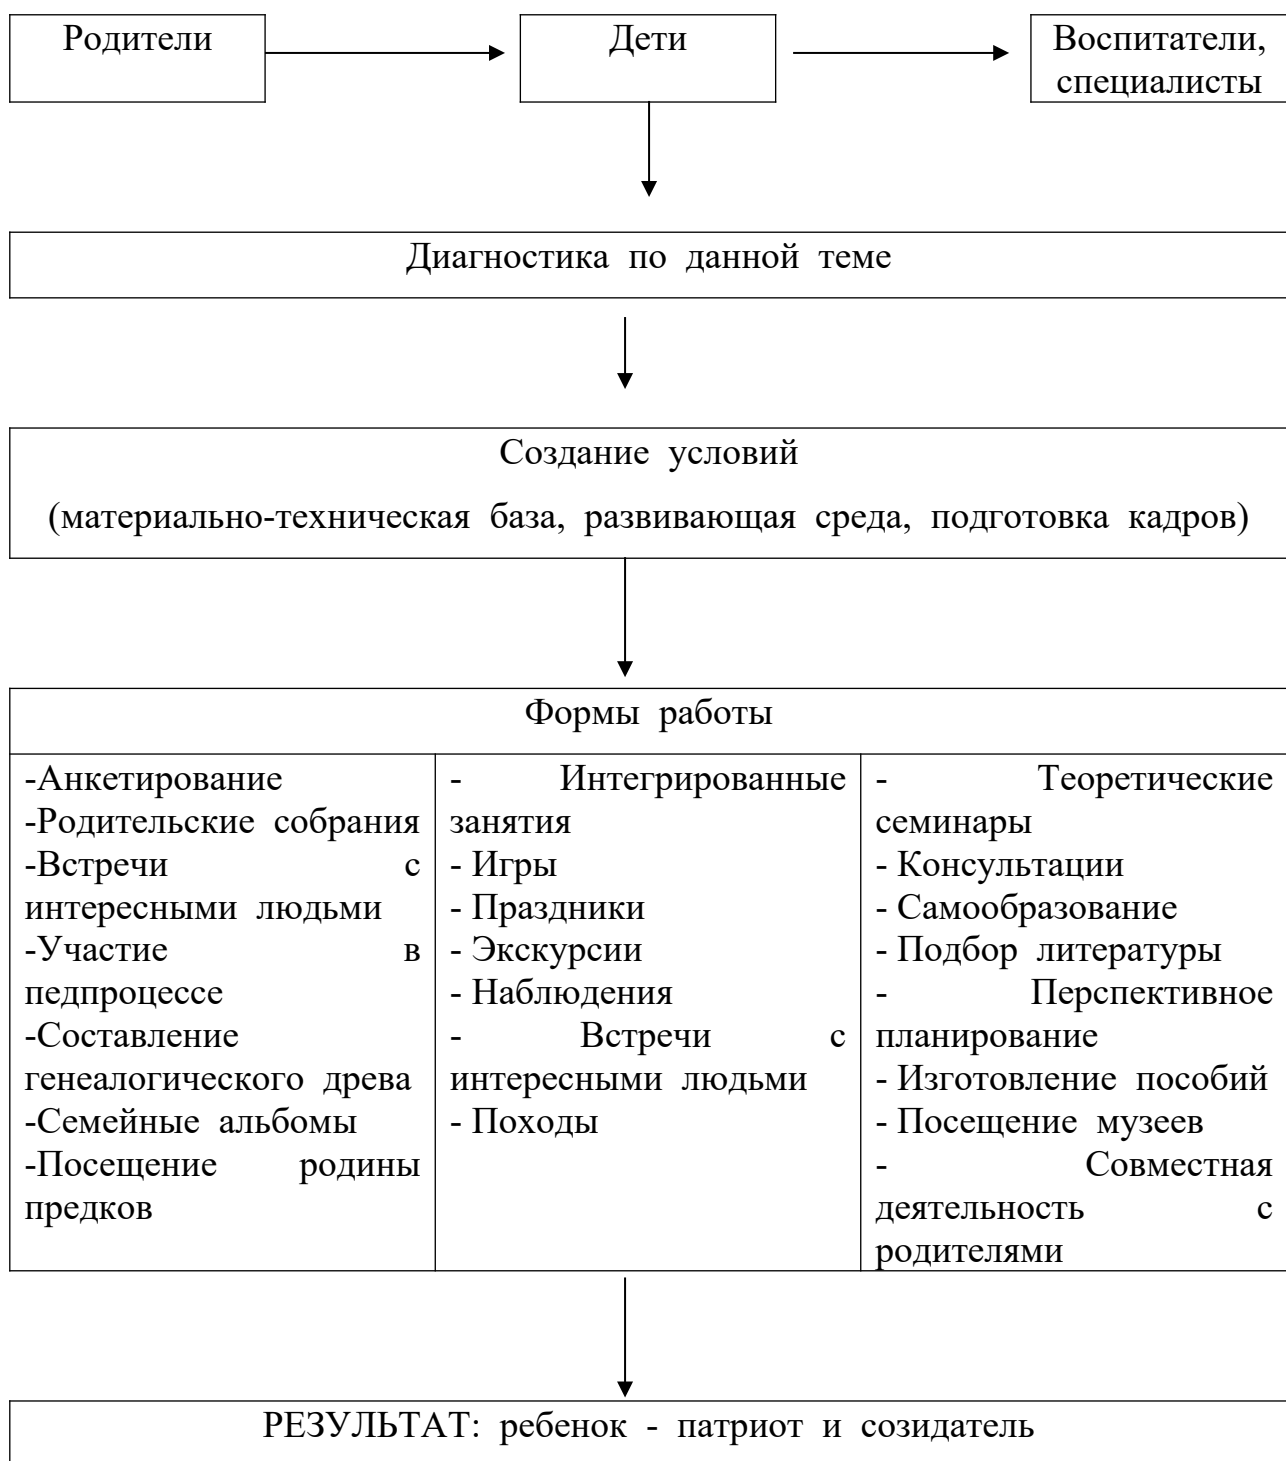 Родители
Дети
Воспитатели,
специалисты
Диагностика по данной теме
Создание условий
(материально-техническая база, развивающая среда, подготовка кадров)
Формы работы
-Анкетирование
-Родительские собрания
-Встречи с
интересными людьми
-Участие в
педпроцессе
-Составление
генеалогического древа
-Семейные альбомы
-Посещение родины
предков
- Интегрированные
занятия
- Игры
- Праздники
- Экскурсии
- Наблюдения
- Встречи с
интересными людьми
- Походы
- Теоретические
семинары
- Консультации
- Самообразование
- Подбор литературы
- Перспективное
планирование
- Изготовление пособий
- Посещение музеев
- Совместная
деятельность с
родителями
РЕЗУЛЬТАТ: ребенок - патриот и созидатель